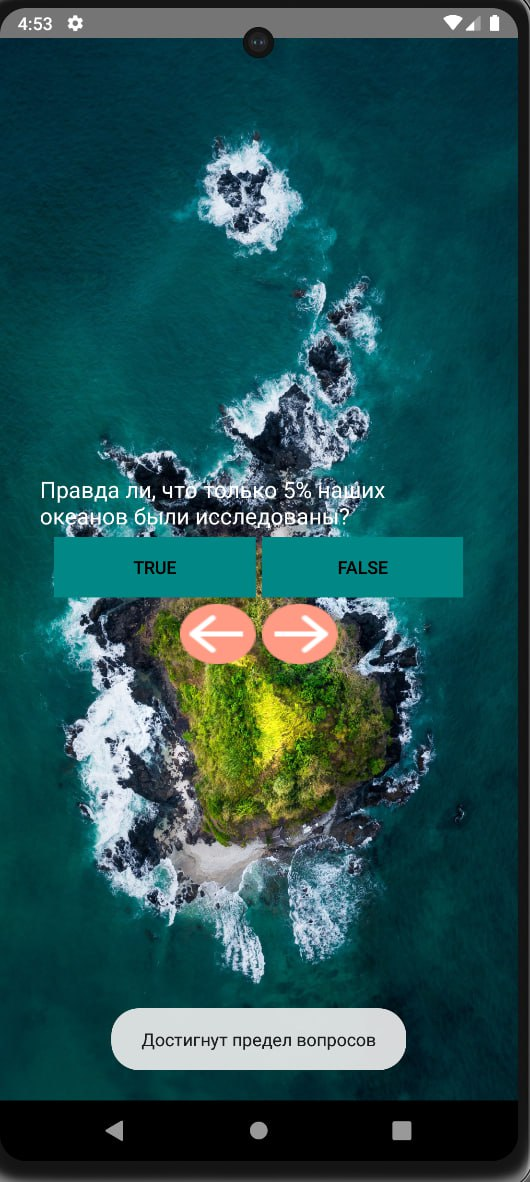 4:53
Правда ли, что только 5% наших
океанов были исследованы?
TRUE
FALSE
Достигнут предел вопросов